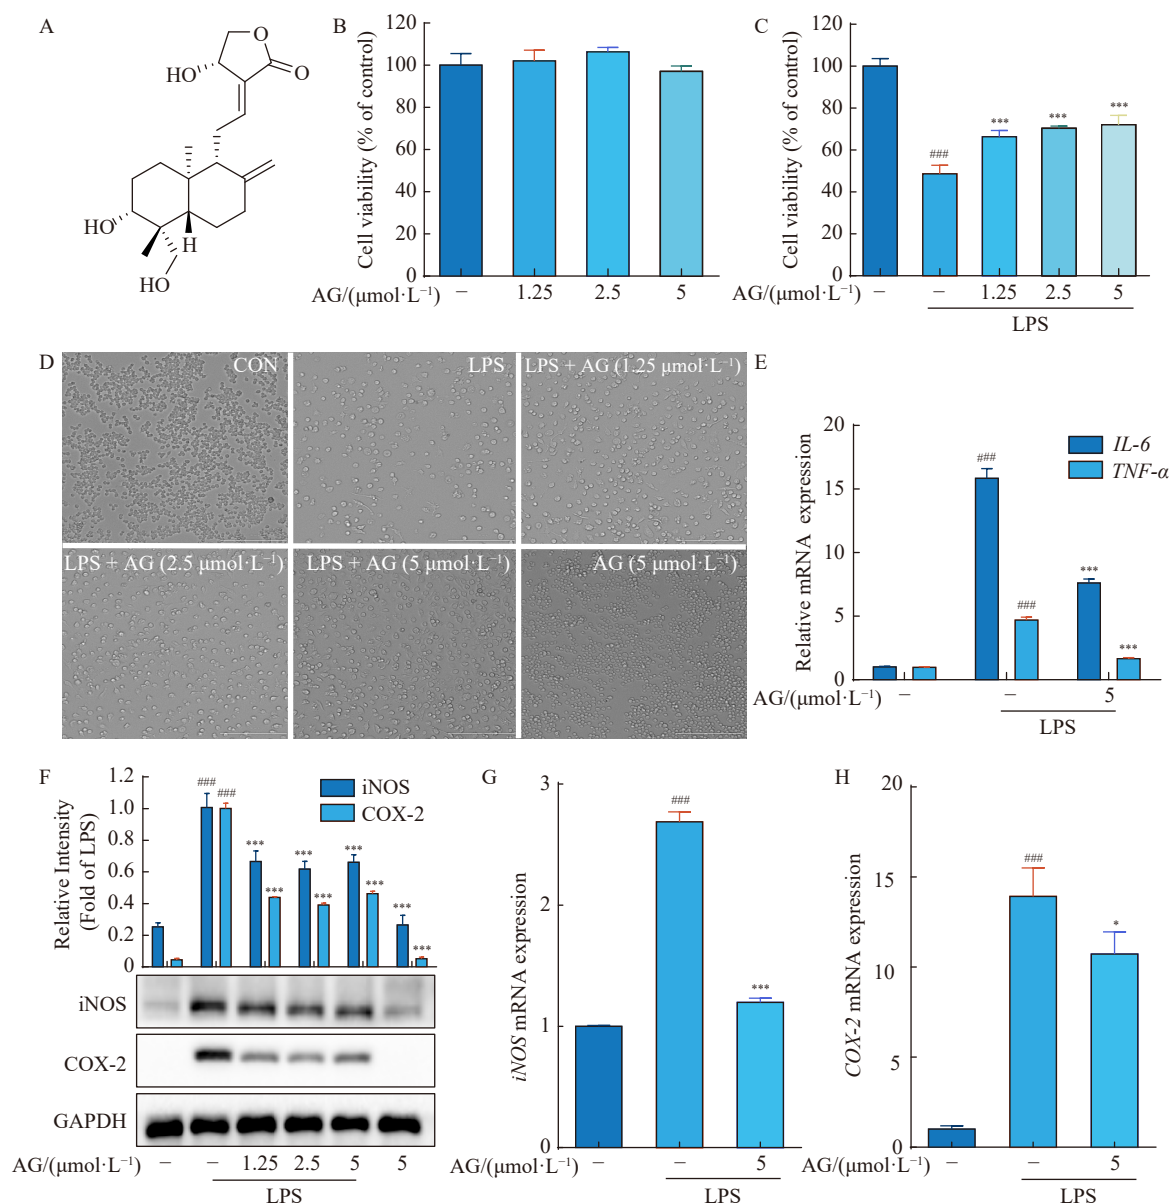 A
O
O
HO
HO
H
HO
B
Cell viability (% of control)
120
100
80
60
40
20
0
AG/(μmol·L⁻¹) – 1.25 2.5 5
C
Cell viability (% of control)
120
100
80
60
40
20
0
###
***
***
***
AG/(μmol·L⁻¹) – – 1.25 2.5 5
LPS
D
CON
LPS
LPS + AG (1.25 μmol·L⁻¹)
LPS + AG (2.5 μmol·L⁻¹)
LPS + AG (5 μmol·L⁻¹)
AG (5 μmol·L⁻¹)
E
Relative mRNA expression
20
15
10
5
0
IL-6
TNF-α
###
###
***
***
AG/(μmol·L⁻¹) – – 5
LPS
F
Relative Intensity
(Fold of LPS)
1.2
1.0
0.8
0.6
0.4
0.2
0
iNOS
COX-2
### ###
*** ***
*** ***
*** ***
*** ***
iNOS
COX-2
GAPDH
AG/(μmol·L⁻¹) – – 1.25 2.5 5 5
LPS
G
iNOS mRNA expression
3
2
1
0
###
***
AG/(μmol·L⁻¹) – – 5
LPS
H
COX-2 mRNA expression
20
15
10
5
0
###
*
AG/(μmol·L⁻¹) – – 5
LPS